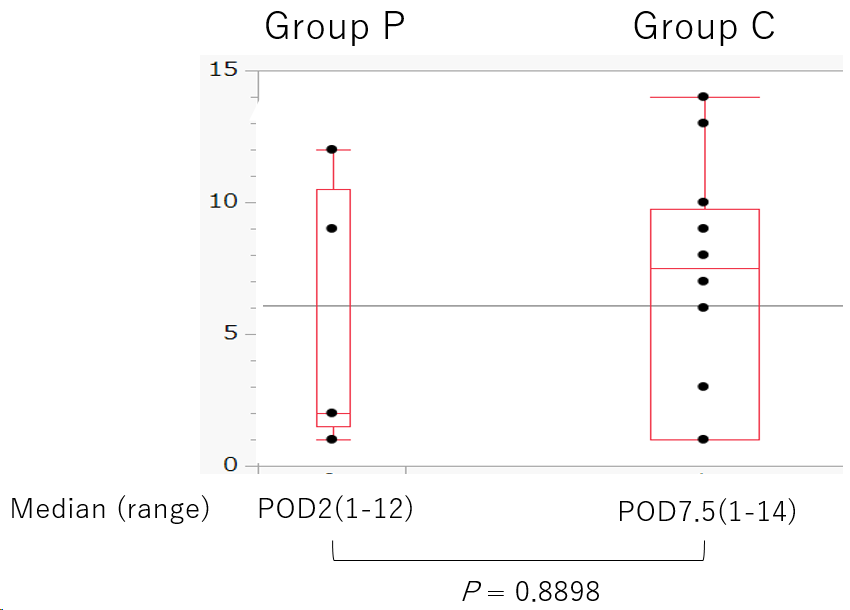 Group P Group C
15
10
5
0
Median (range) POD2(1-12) POD7.5(1-14)
P = 0.8898